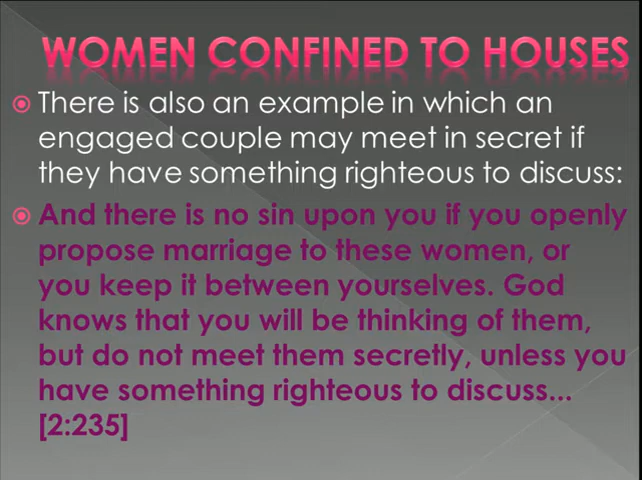 WOMEN CONFINED TO HOUSES
There is also an example in which an
engaged couple may meet in secret if
they have something righteous to discuss:
And there is no sin upon you if you openly
propose marriage to these women, or
you keep it between yourselves. God
knows that you will be thinking of them,
but do not meet them secretly, unless you
have something righteous to discuss...
[2:235]